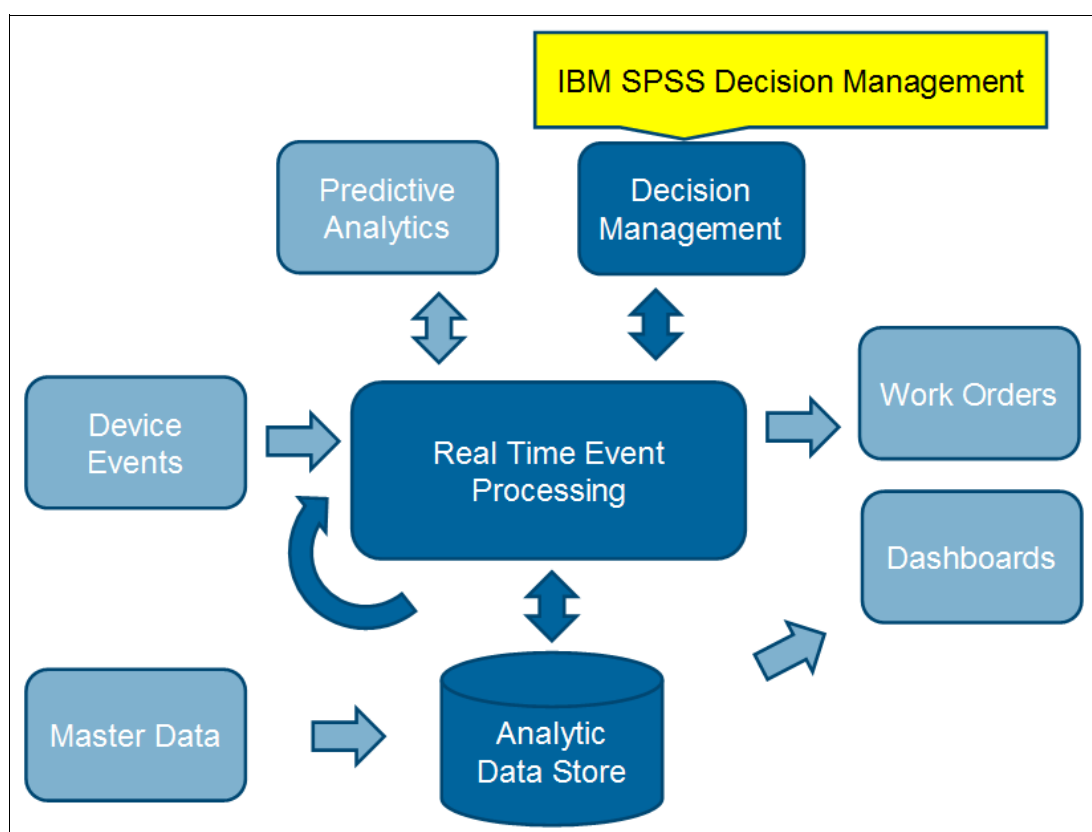 IBM SPSS Decision Management
Predictive
Analytics
Decision
Management
Device
Events
Real Time Event
Processing
Work Orders
Dashboards
Master Data
Analytic
Data Store